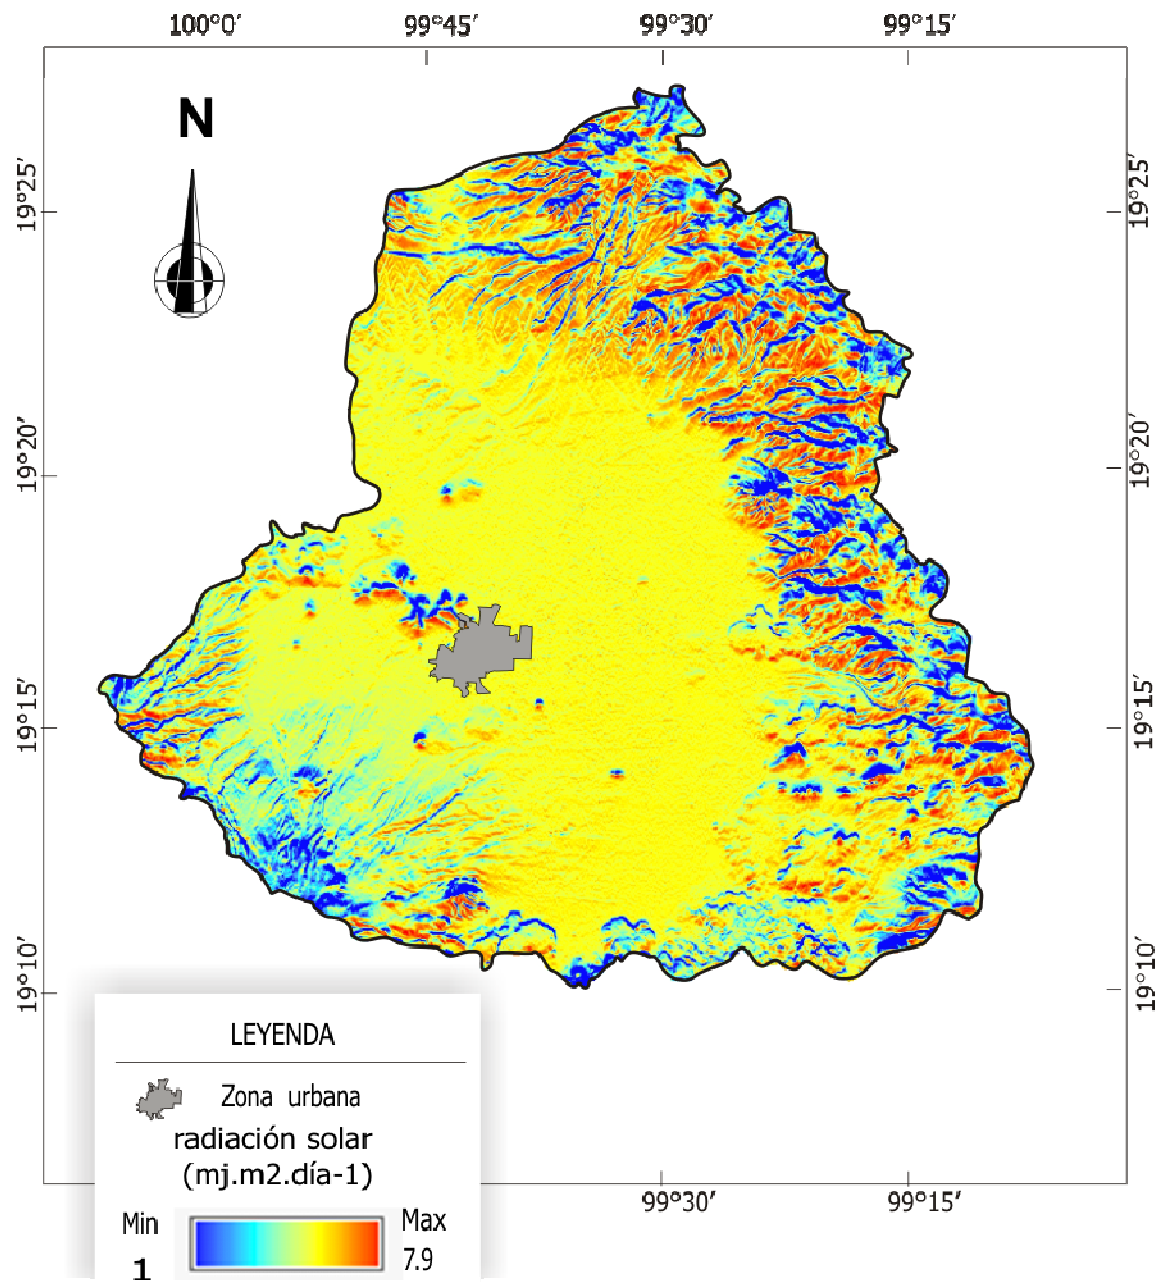 100°0′ 99°45′ 99°30′ 99°15′
N
19°25′ 19°25′
19°20′ 19°20′
19°15′ 19°15′
19°10′ 19°10′
LEYENDA
Zona urbana
radiación solar
(mj.m2.día-1)
99°30′ 99°15′
Min Max
1 7.9